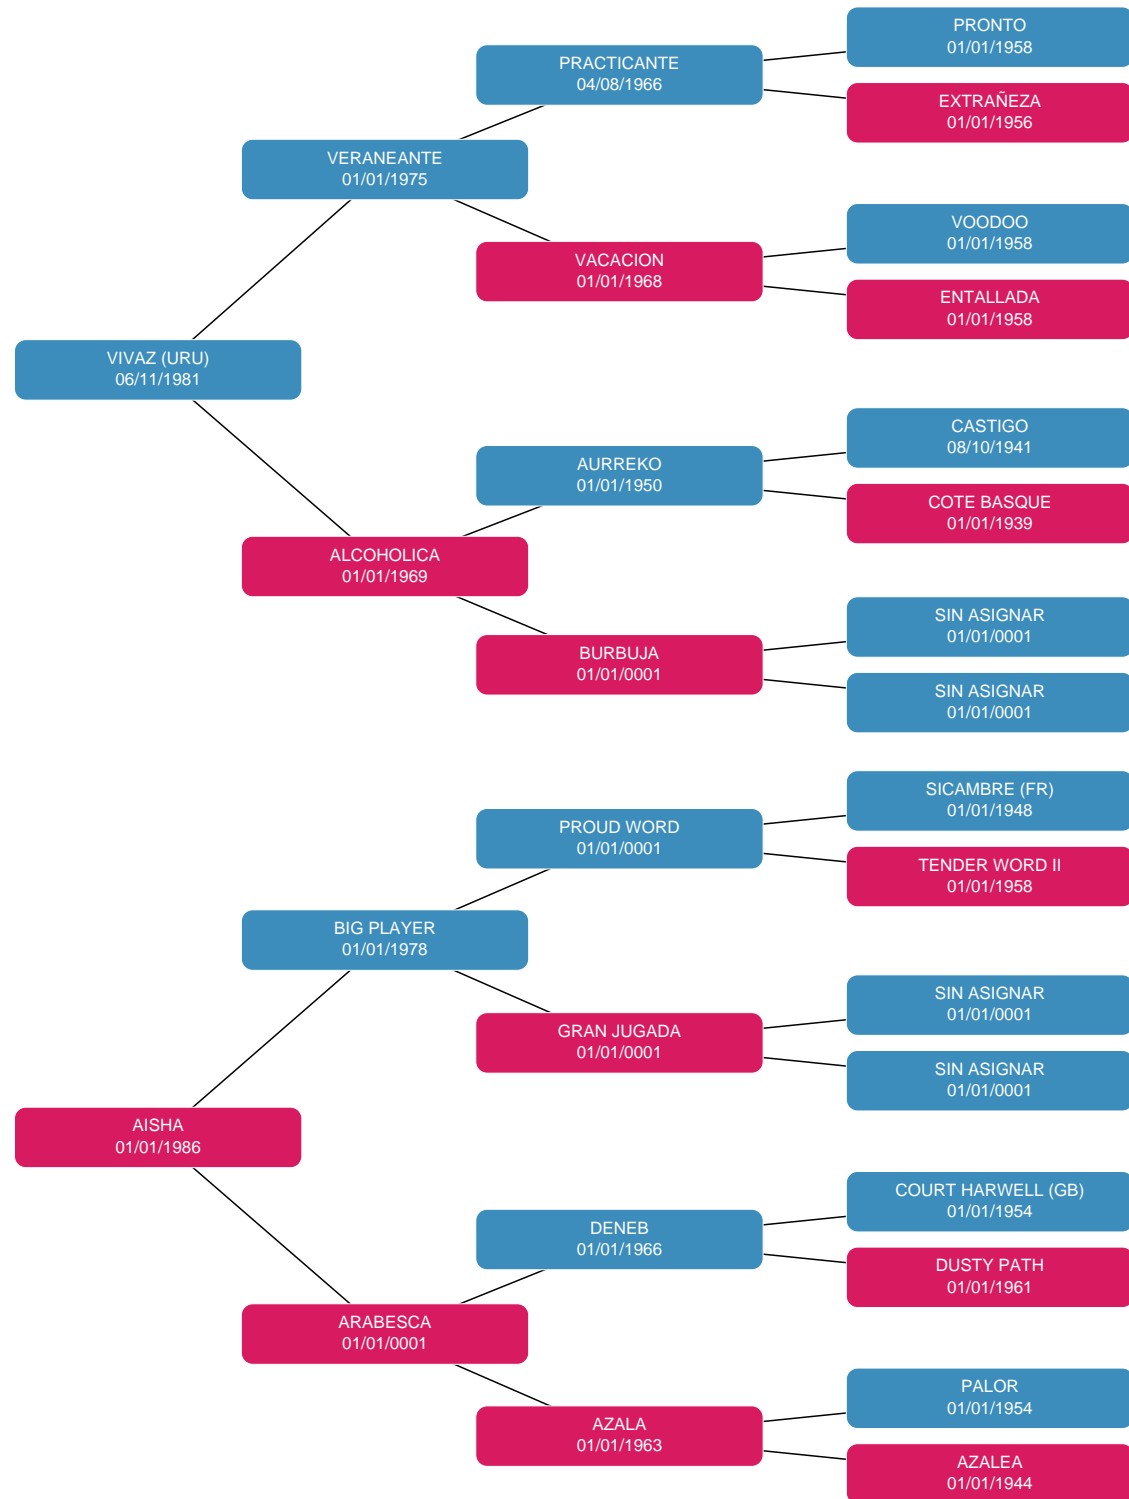 PRONTO
01/01/1958
PRACTICANTE
04/08/1966
EXTRAÑEZA
01/01/1956
VERANEANTE
01/01/1975
VOODOO
01/01/1958
VACACION
01/01/1968
ENTALLADA
01/01/1958
VIVAZ (URU)
06/11/1981
CASTIGO
08/10/1941
AURREKO
01/01/1950
COTE BASQUE
01/01/1939
ALCOHOLICA
01/01/1969
SIN ASIGNAR
01/01/0001
BURBUJA
01/01/0001
SIN ASIGNAR
01/01/0001
SICAMBRE (FR)
01/01/1948
PROUD WORD
01/01/0001
TENDER WORD II
01/01/1958
BIG PLAYER
01/01/1978
SIN ASIGNAR
01/01/0001
GRAN JUGADA
01/01/0001
SIN ASIGNAR
01/01/0001
AISHA
01/01/1986
COURT HARWELL (GB)
01/01/1954
DENEB
01/01/1966
DUSTY PATH
01/01/1961
ARABESCA
01/01/0001
PALOR
01/01/1954
AZALA
01/01/1963
AZALEA
01/01/1944